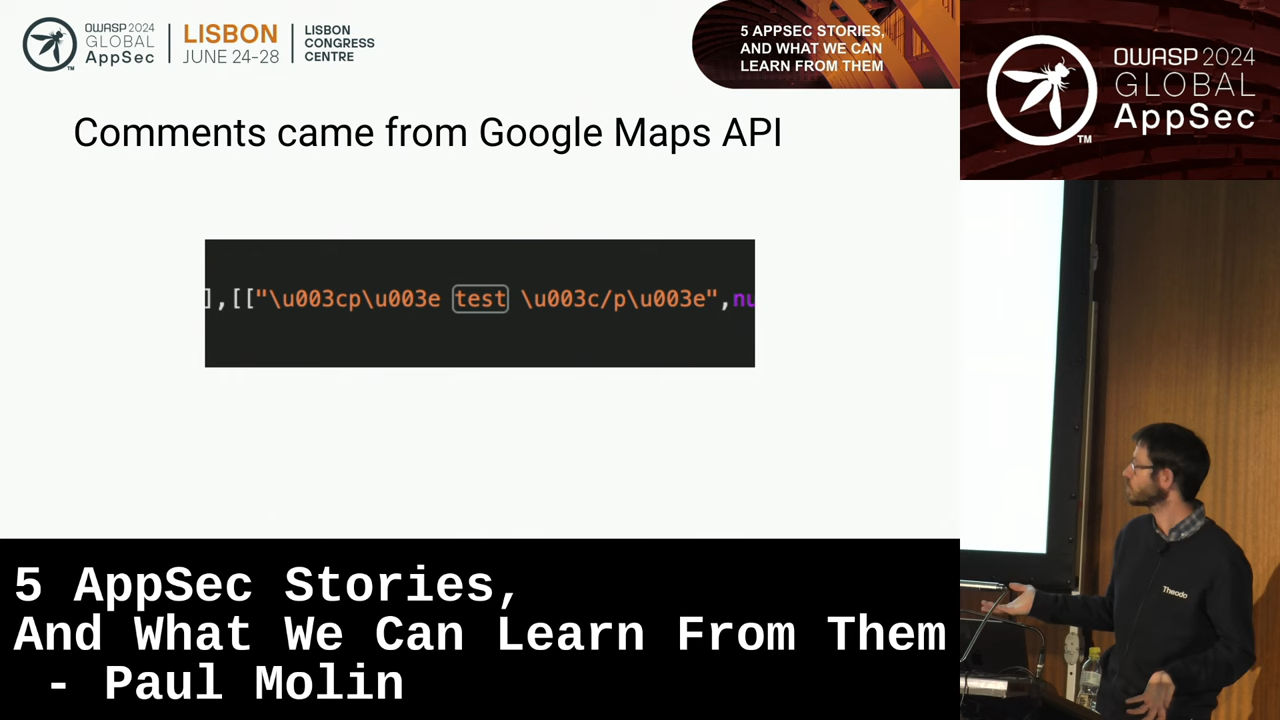 OWASP 2024
GLOBAL
AppSec
TM
LISBON
JUNE 24-28
LISBON
CONGRESS
CENTRE
5 APPSEC STORIES,
AND WHAT WE CAN
LEARN FROM THEM
OWASP 2024
GLOBAL
AppSec
TM
Comments came from Google Maps API
],[["\u003cp\u003e test \u003c/p\u003e",nu
Theodo
5 AppSec Stories,
And What We Can Learn From Them
- Paul Molin